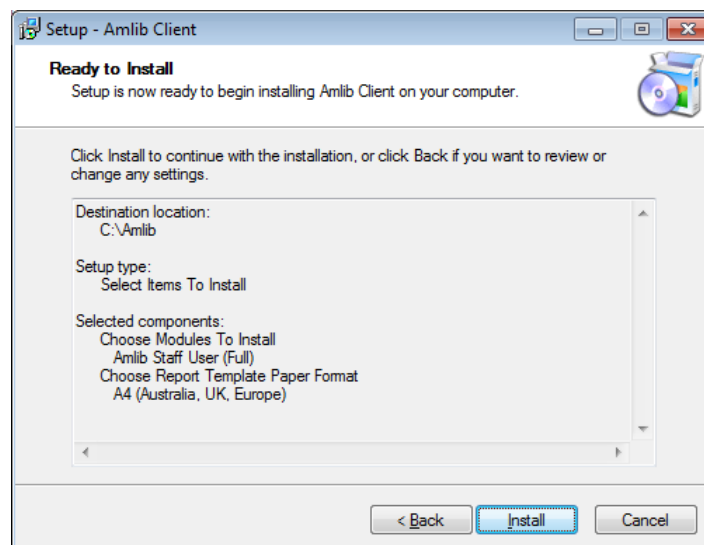 Setup - Amlib Client
Ready to Install
Setup is now ready to begin installing Amlib Client on your computer.
Click Install to continue with the installation, or click Back if you want to review or
change any settings.
Destination location:
C:\Amlib
Setup type:
Select Items To Install
Selected components:
Choose Modules To Install
Amlib Staff User (Full)
Choose Report Template Paper Format
A4 (Australia, UK, Europe)
< Back
Install
Cancel